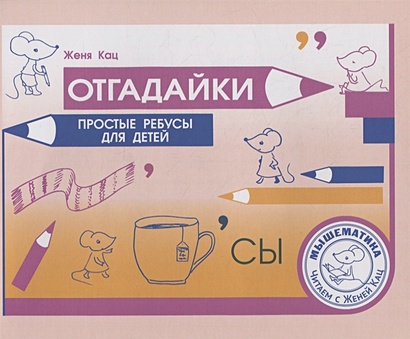 Женя Кац
”
ОТГАДАЙКИ
ПРОСТЫЕ РЕБУСЫ
ДЛЯ ДЕТЕЙ
’
’СЫ
МЫШЕМАТИКА
ЧИТАЕМ С ЖЕНЕЙ КАЦ